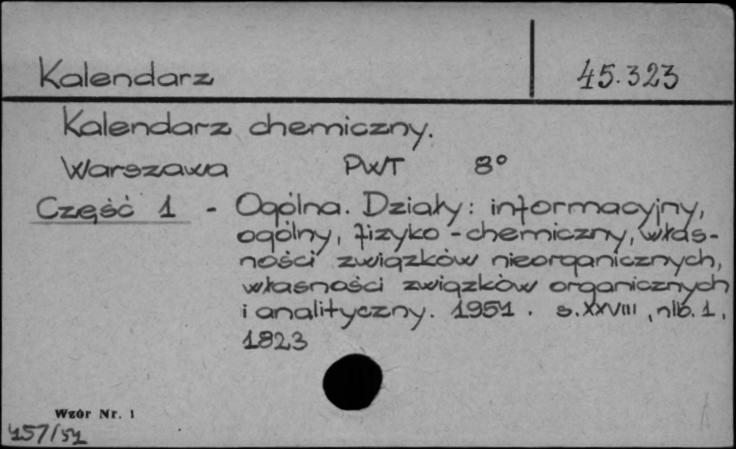 Kalendarz 45.323
Kalendarz chemiczny.
Warszawa PWT 8°
Część 1 - Ogólna. Działy: informacyjny,
ogólny, fizyko-chemiczny, włas-
ności związków nieorganicznych,
własności związków organicznych
i analityczny. 1951. s.XXVIII, nlb. 1,
1823
Wzór Nr. 1
457/51